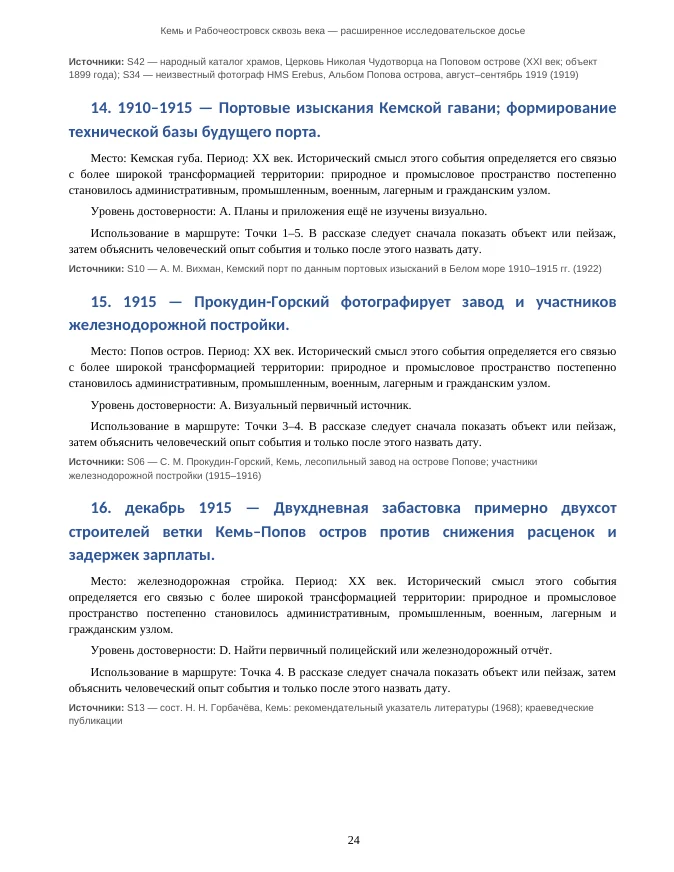 Кемь и Рабочеостровск сквозь века — расширенное исследовательское досье
Источники: S42 — народный каталог храмов, Церковь Николая Чудотворца на Поповом острове (XXI век; объект
1899 года); S34 — неизвестный фотограф HMS Erebus, Альбом Попова острова, август–сентябрь 1919 (1919)
14. 1910–1915 — Портовые изыскания Кемской гавани; формирование
технической базы будущего порта.
Место: Кемская губа. Период: XX век. Исторический смысл этого события определяется его связью
с более широкой трансформацией территории: природное и промысловое пространство постепенно
становилось административным, промышленным, военным, лагерным и гражданским узлом.
Уровень достоверности: A. Планы и приложения ещё не изучены визуально.
Использование в маршруте: Точки 1–5. В рассказе следует сначала показать объект или пейзаж,
затем объяснить человеческий опыт события и только после этого назвать дату.
Источники: S10 — А. М. Вихман, Кемский порт по данным портовых изысканий в Белом море 1910–1915 гг. (1922)
15. 1915 — Прокудин-Горский фотографирует завод и участников
железнодорожной постройки.
Место: Попов остров. Период: XX век. Исторический смысл этого события определяется его связью
с более широкой трансформацией территории: природное и промысловое пространство постепенно
становилось административным, промышленным, военным, лагерным и гражданским узлом.
Уровень достоверности: A. Визуальный первичный источник.
Использование в маршруте: Точки 3–4. В рассказе следует сначала показать объект или пейзаж,
затем объяснить человеческий опыт события и только после этого назвать дату.
Источники: S06 — С. М. Прокудин-Горский, Кемь, лесопильный завод на острове Попове; участники
железнодорожной постройки (1915–1916)
16. декабрь 1915 — Двухдневная забастовка примерно двухсот
строителей ветки Кемь–Попов остров против снижения расценок и
задержек зарплаты.
Место: железнодорожная стройка. Период: XX век. Исторический смысл этого события
определяется его связью с более широкой трансформацией территории: природное и промысловое
пространство постепенно становилось административным, промышленным, военным, лагерным и
гражданским узлом.
Уровень достоверности: D. Найти первичный полицейский или железнодорожный отчёт.
Использование в маршруте: Точка 4. В рассказе следует сначала показать объект или пейзаж, затем
объяснить человеческий опыт события и только после этого назвать дату.
Источники: S13 — сост. Н. Н. Горбачёва, Кемь: рекомендательный указатель литературы (1968); краеведческие
публикации
24